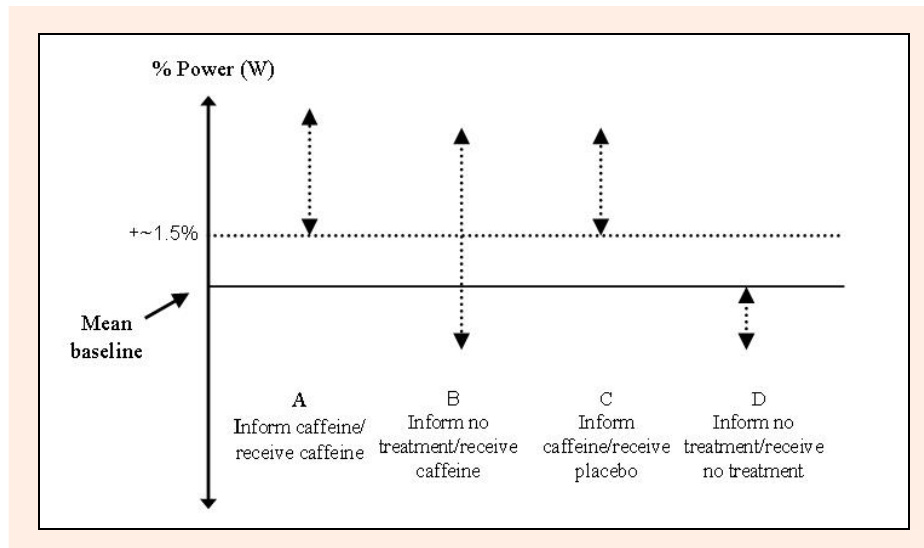 % Power (W)
+~1.5%
Mean
baseline
A
Inform caffeine/
receive caffeine
B
Inform no
treatment/receive
caffeine
C
Inform
caffeine/receive
placebo
D
Inform no
treatment/receive
no treatment